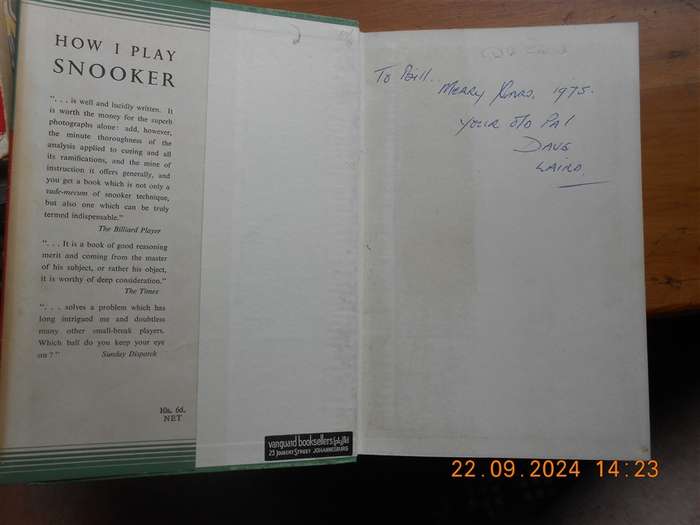 HOW I PLAY
SNOOKER
". . . is well and lucidly written. It
is worth the money for the superb
photographs alone: add, however,
the minute thoroughness of the
analysis applied to cueing and all
its ramifications, and the mine of
instruction it offers generally, and
you get a book which is not only a
vade-mecum of snooker technique,
but also one which can be truly
termed indispensable."
The Billiard Player
". . . It is a book of good reasoning
merit and coming from the master
of his subject, or rather his object,
it is worthy of deep consideration."
The Times
". . . solves a problem which has
long intrigued me and doubtless
many other small-break players.
Which ball do you keep your eye
on?" Sunday Dispatch
10s. 6d.
NET
vanguard booksellers (pty) ltd
23 JOUBERT STREET JOHANNESBURG
TO Bill..
MERRY XMAS, 1975.
YOUR OLD PAL
DAVE
LAIRD.
22.09.2024 14:23